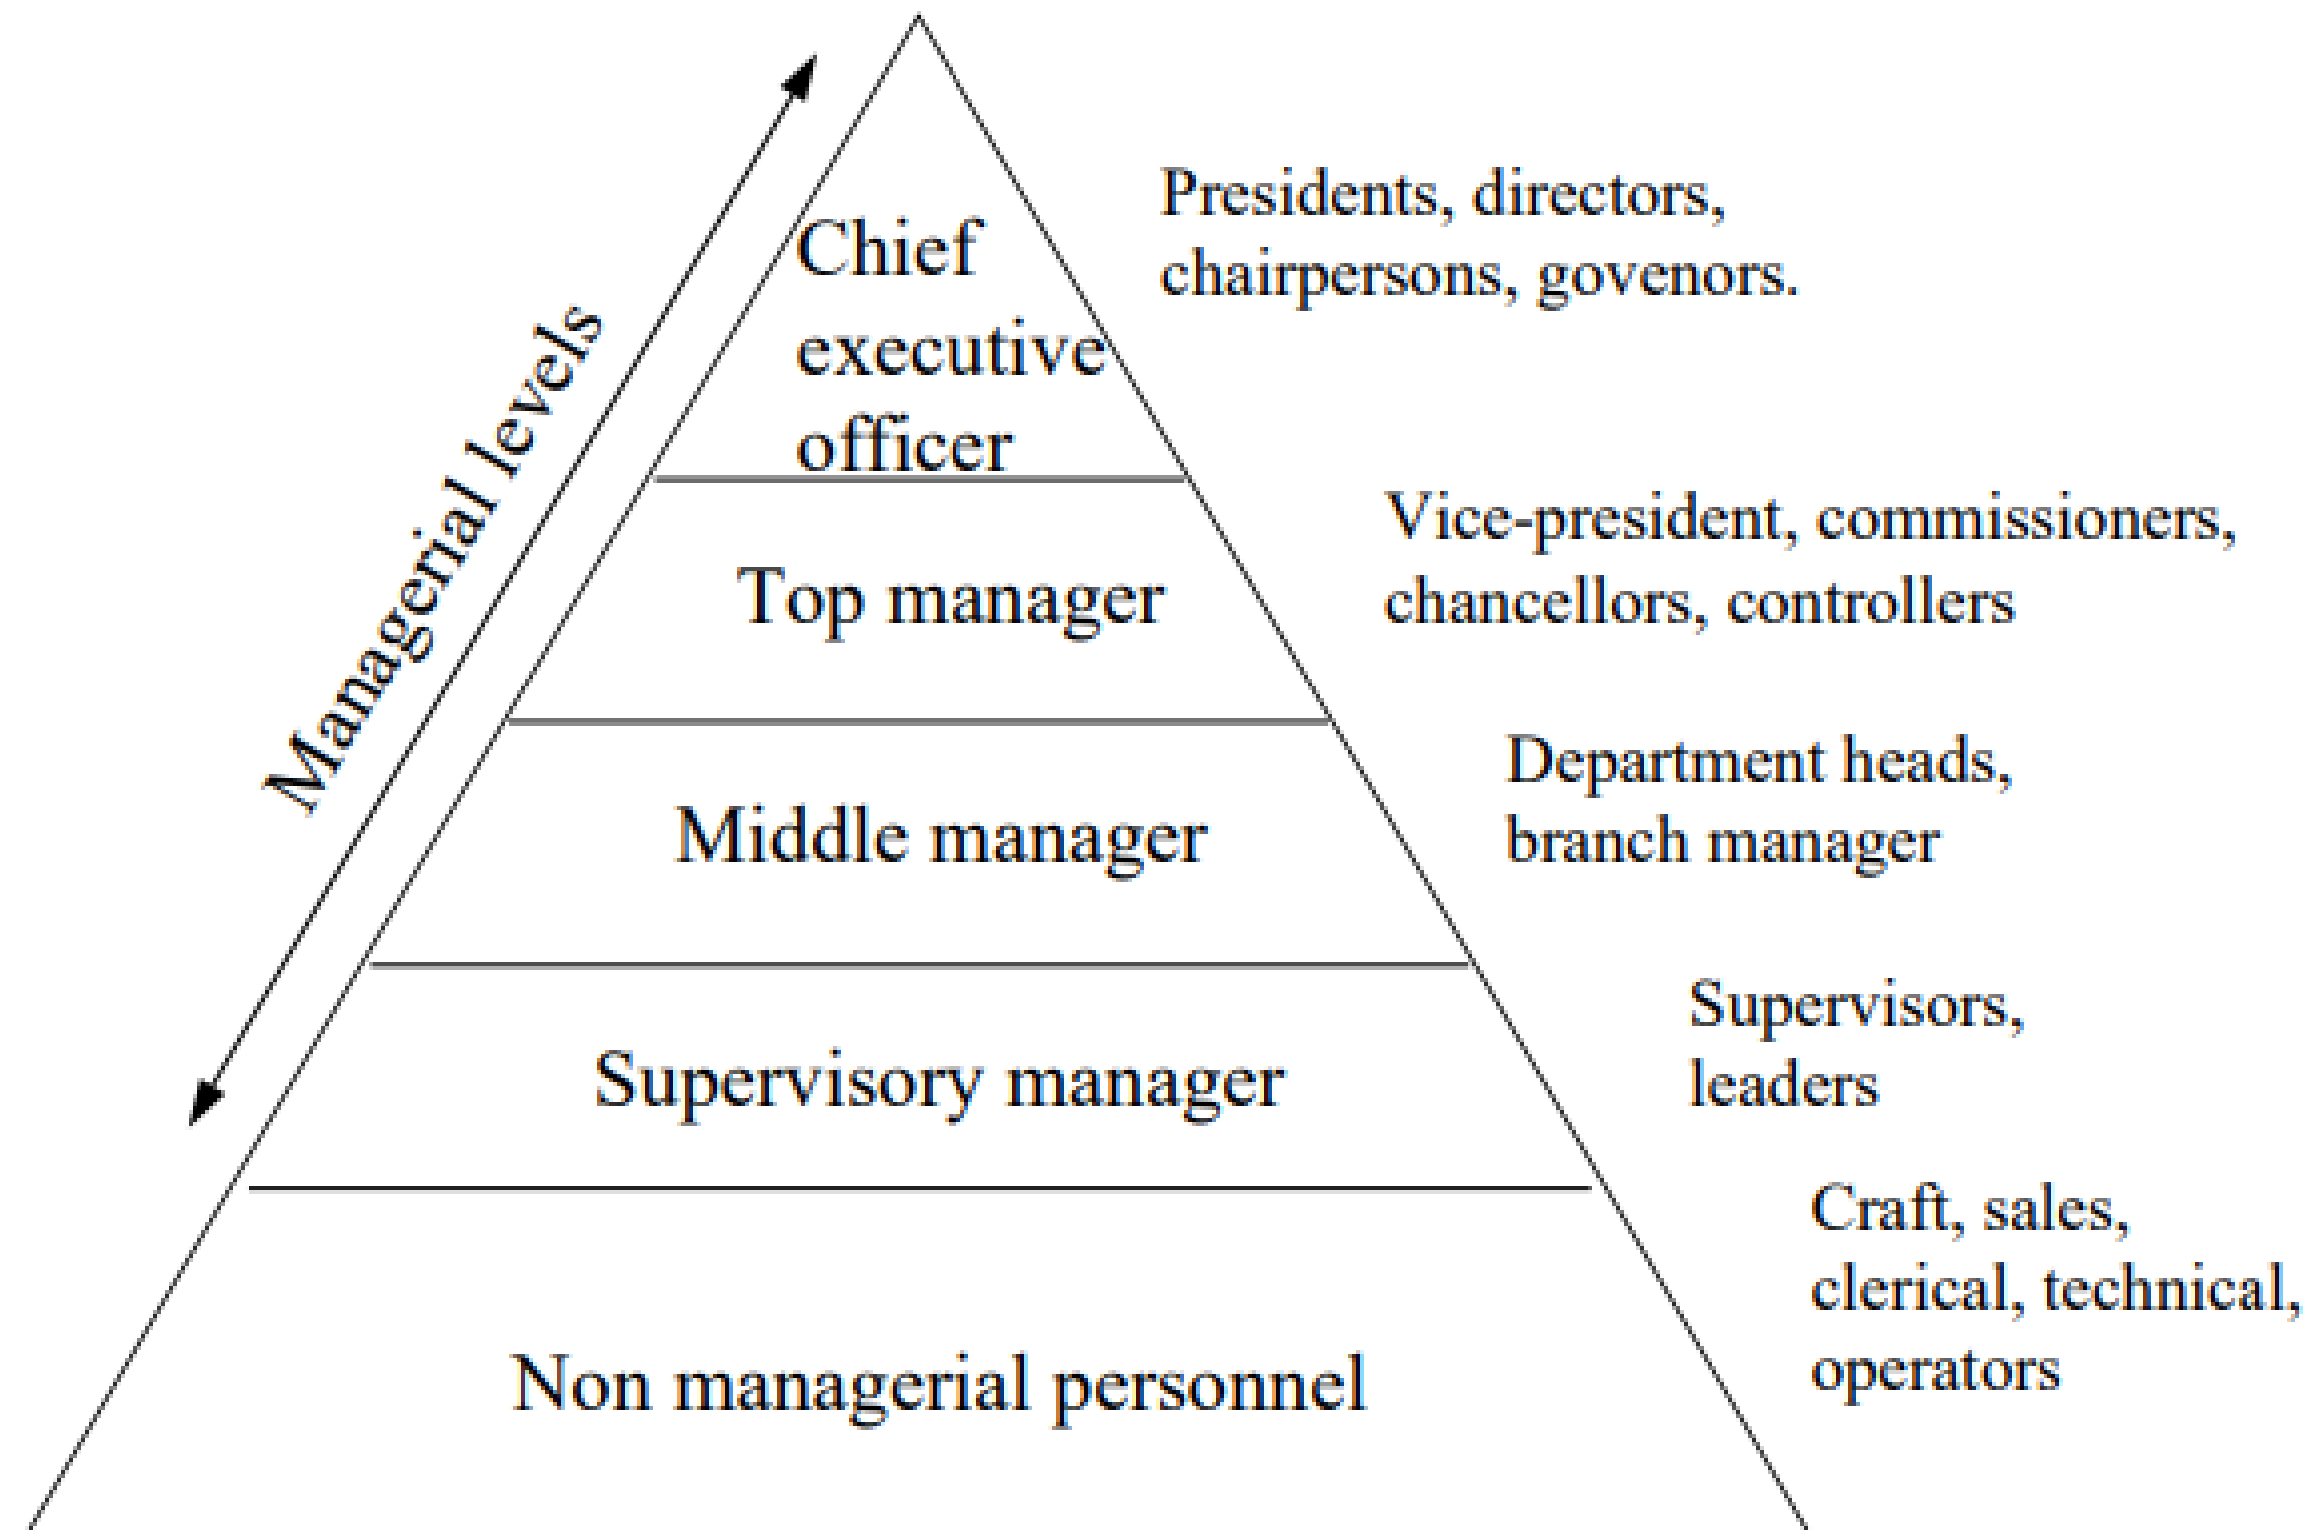 Managerial levels
Chief
executive
officer
Presidents, directors,
chairpersons, govenors.
Top manager
Vice-president, commissioners,
chancellors, controllers
Middle manager
Department heads,
branch manager
Supervisory manager
Supervisors,
leaders
Non managerial personnel
Craft, sales,
clerical, technical,
operators